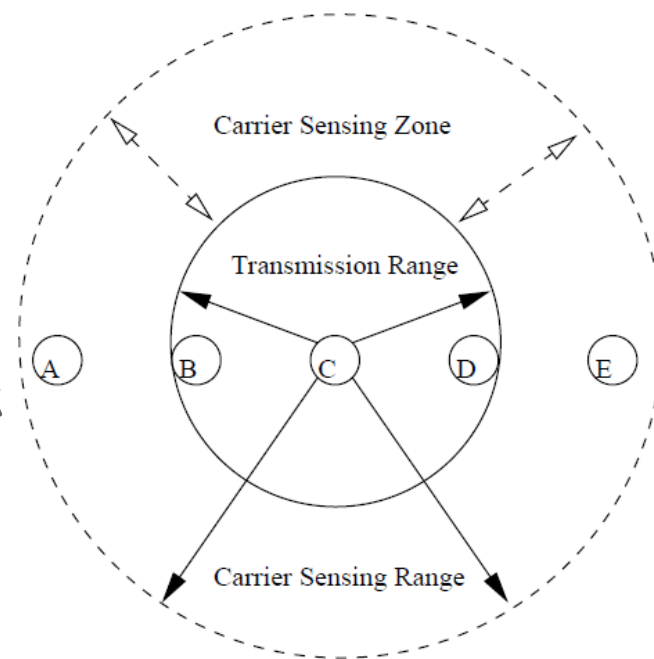 Carrier Sensing Zone
Transmission Range
A
B
C
D
E
Carrier Sensing Range